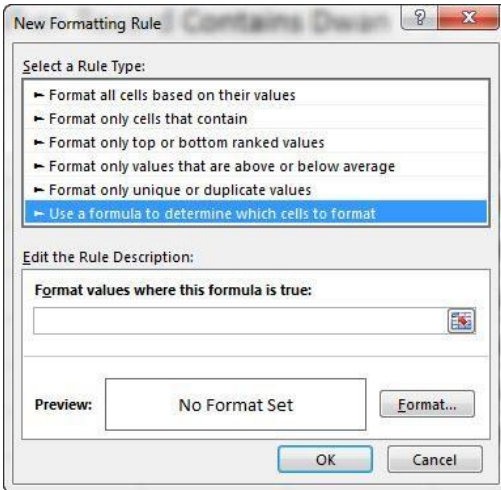 Contains Dwan
New Formatting Rule
?
x
Select a Rule Type:
► Format all cells based on their values
► Format only cells that contain
► Format only top or bottom ranked values
► Format only values that are above or below average
► Format only unique or duplicate values
► Use a formula to determine which cells to format
Edit the Rule Description:
Format values where this formula is true:
Preview:
No Format Set
Format...
OK
Cancel